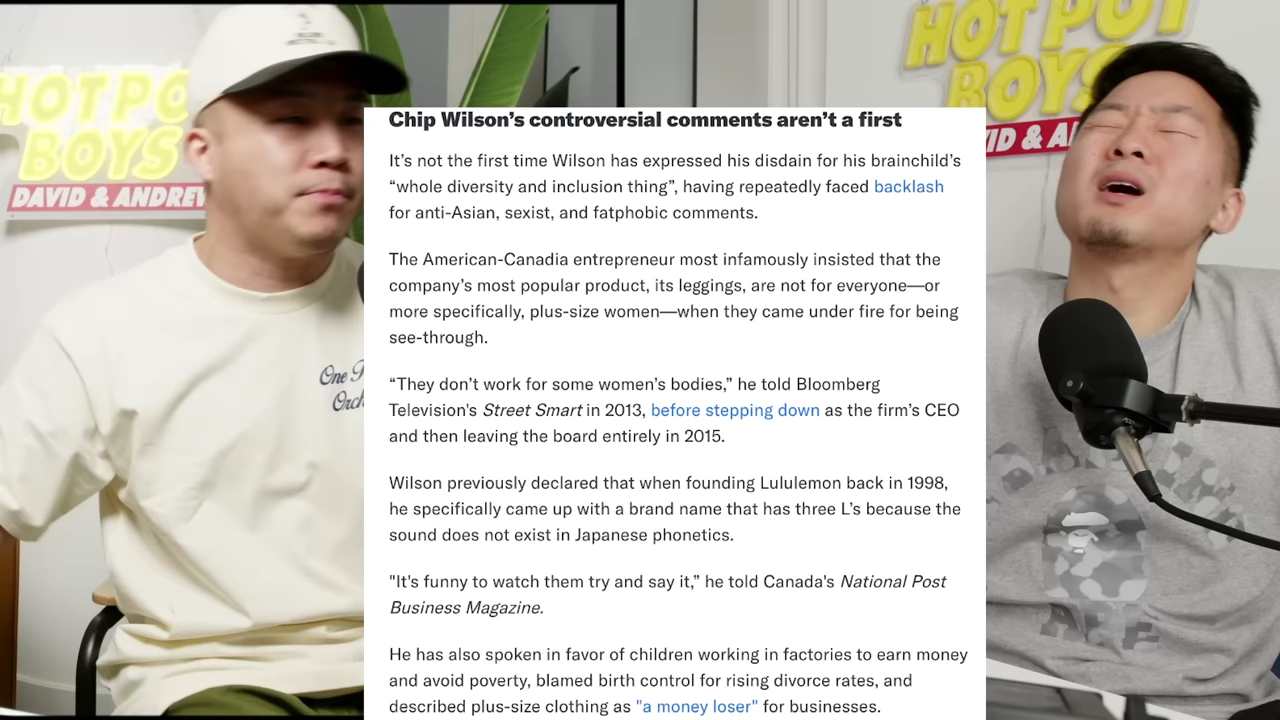 HOT PO
BOYS
DAVID & ANDREW
One
Orch
Chip Wilson’s controversial comments aren’t a first
It’s not the first time Wilson has expressed his disdain for his brainchild’s
“whole diversity and inclusion thing”, having repeatedly faced backlash
for anti-Asian, sexist, and fatphobic comments.
The American-Canadia entrepreneur most infamously insisted that the
company’s most popular product, its leggings, are not for everyone—or
more specifically, plus-size women—when they came under fire for being
see-through.
“They don’t work for some women’s bodies,” he told Bloomberg
Television's Street Smart in 2013, before stepping down as the firm’s CEO
and then leaving the board entirely in 2015.
Wilson previously declared that when founding Lululemon back in 1998,
he specifically came up with a brand name that has three L’s because the
sound does not exist in Japanese phonetics.
"It's funny to watch them try and say it,” he told Canada's National Post
Business Magazine.
He has also spoken in favor of children working in factories to earn money
and avoid poverty, blamed birth control for rising divorce rates, and
described plus-size clothing as "a money loser" for businesses.
HOT POT
BOYS
ID & A